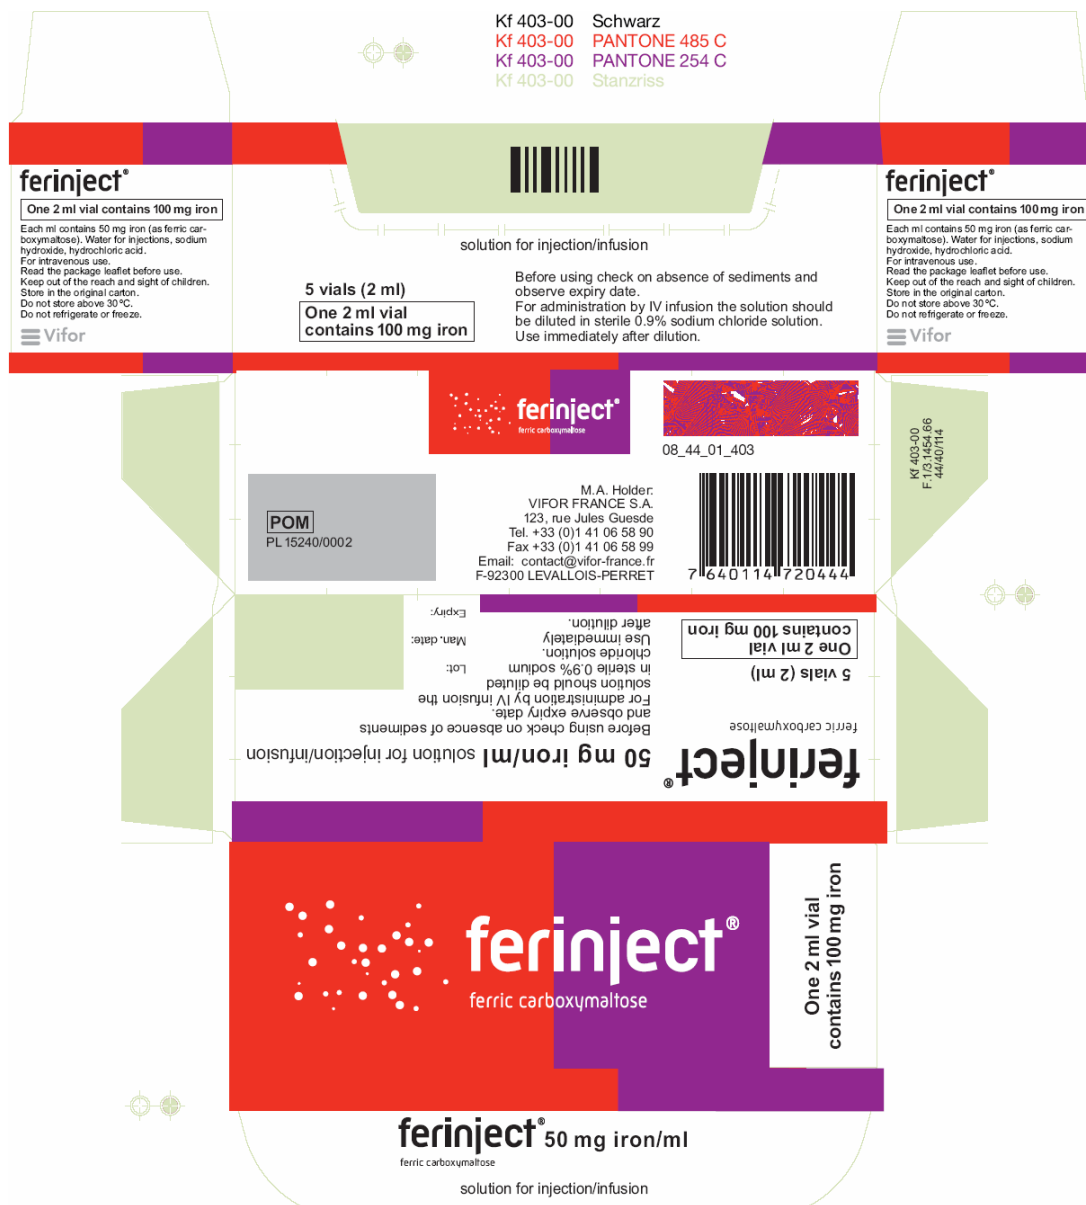 Kf 403-00 Schwarz
Kf 403-00 PANTONE 485 C
Kf 403-00 PANTONE 254 C
Kf 403-00 Stanzriss
ferinject®
One 2 ml vial contains 100 mg iron
Each ml contains 50 mg iron (as ferric car-
boxymaltose). Water for injections, sodium
hydroxide, hydrochloric acid.
For intravenous use.
Read the package leaflet before use.
Keep out of the reach and sight of children.
Store in the original carton.
Do not store above 30 °C.
Do not refrigerate or freeze.
Vifor
solution for injection/infusion
5 vials (2 ml)
One 2 ml vial
contains 100 mg iron
Before using check on absence of sediments and
observe expiry date.
For administration by IV infusion the solution should
be diluted in sterile 0.9% sodium chloride solution.
Use immediately after dilution.
ferinject®
One 2 ml vial contains 100 mg iron
Each ml contains 50 mg iron (as ferric car-
boxymaltose). Water for injections, sodium
hydroxide, hydrochloric acid.
For intravenous use.
Read the package leaflet before use.
Keep out of the reach and sight of children.
Store in the original carton.
Do not store above 30 °C.
Do not refrigerate or freeze.
Vifor
ferinject®
ferric carboxymaltose
08_44_01_403
Kf 403-00
F.1/3.1454.66
44/40/114
POM
PL 15240/0002
M.A. Holder:
VIFOR FRANCE S.A.
123, rue Jules Guesde
Tel. +33 (0)1 41 06 58 90
Fax +33 (0)1 41 06 58 99
Email: contact@vifor-france.fr
F-92300 LEVALLOIS-PERRET
7 640114 720444
ferinject®
ferric carboxymaltose
5 vials (2 ml)
One 2 ml vial
contains 100 mg iron
50 mg iron/ml solution for injection/infusion
Before using check on absence of sediments
and observe expiry date.
For administration by IV infusion the
solution should be diluted
in sterile 0.9% sodium
chloride solution.
Use immediately
after dilution.
Lot:
Man. date:
Expiry:
ferinject®
ferric carboxymaltose
One 2 ml vial
contains 100 mg iron
ferinject® 50 mg iron/ml
ferric carboxymaltose
solution for injection/infusion